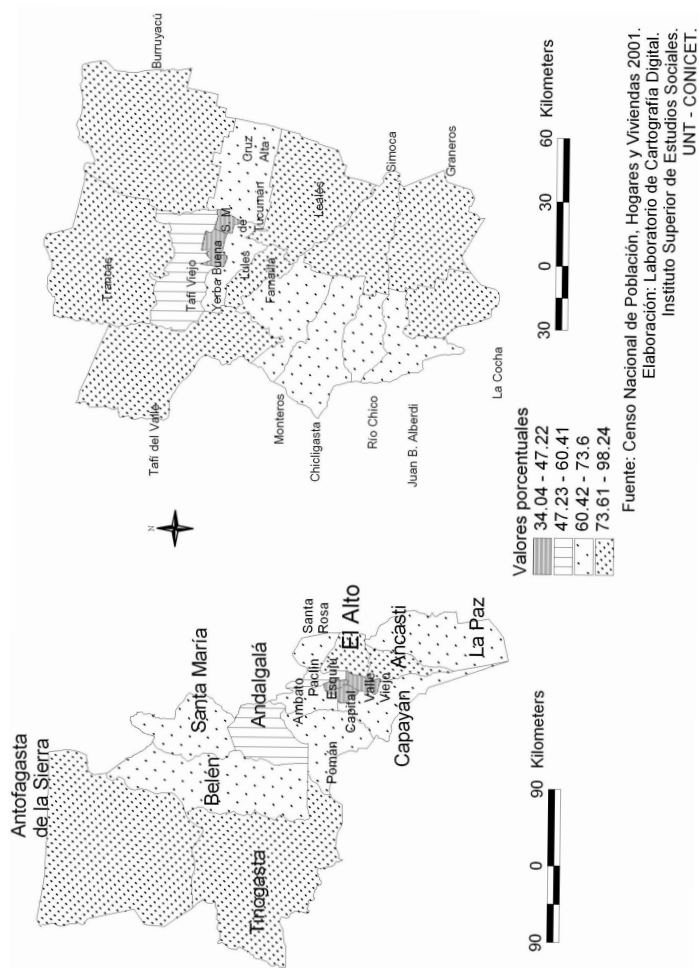 Antofagasta
de la Sierra
Santa María
Belén
Andalgalá
Tinogasta
Pomán
Ambato
Paclín
Santa
Rosa
Esquiú
El Alto
Capital
Valle
Viejo
Capayán
Ancasti
La Paz
90 0 90 Kilometers
N
Burruyacú
Trancas
Tafí del Valle
Tafí Viejo
Yerba Buena
S. M.
de
Tucumán
Cruz
Alta
Lules
Famaillá
Leales
Monteros
Chicligasta
Simoca
Río Chico
Juan B. Alberdi
Graneros
La Cocha
30 0 30 60 Kilometers
Valores porcentuales
34.04 - 47.22
47.23 - 60.41
60.42 - 73.6
73.61 - 98.24
Fuente: Censo Nacional de Población, Hogares y Viviendas 2001.
Elaboración: Laboratorio de Cartografía Digital.
Instituto Superior de Estudios Sociales.
UNT - CONICET.